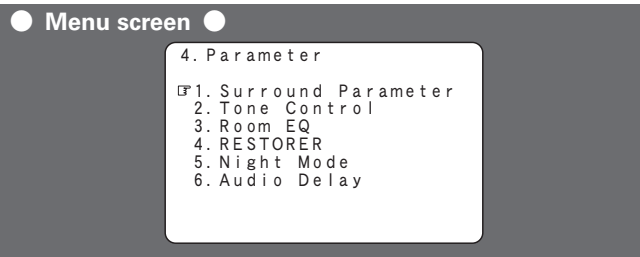 ● Menu screen ●
4. Parameter
☞1. Surround Parameter
2. Tone Control
3. Room EQ
4. RESTORER
5. Night Mode
6. Audio Delay